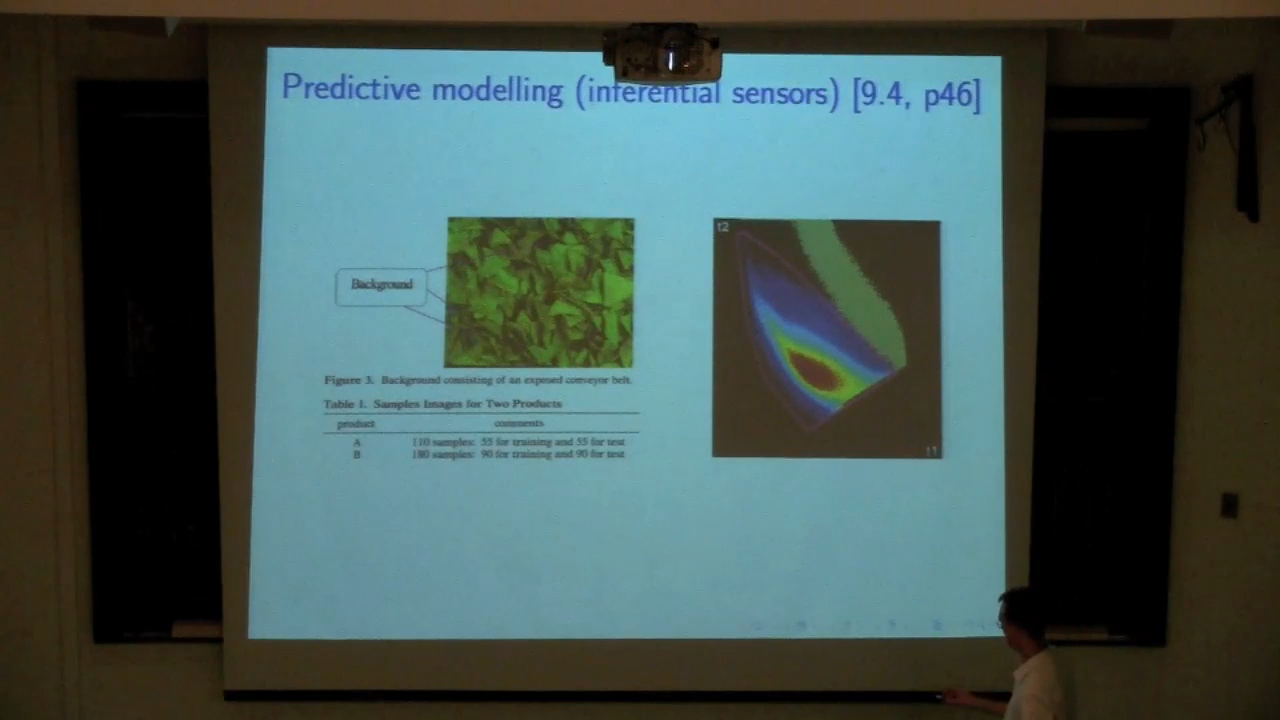 Predictive modelling (inferential sensors) [9.4, p46]
Background
t2
t1
Figure 3. Background consisting of an exposed conveyor belt.
Table 1. Samples Images for Two Products
product comments
A 110 samples: 55 for training and 55 for test
B 180 samples: 90 for training and 90 for test